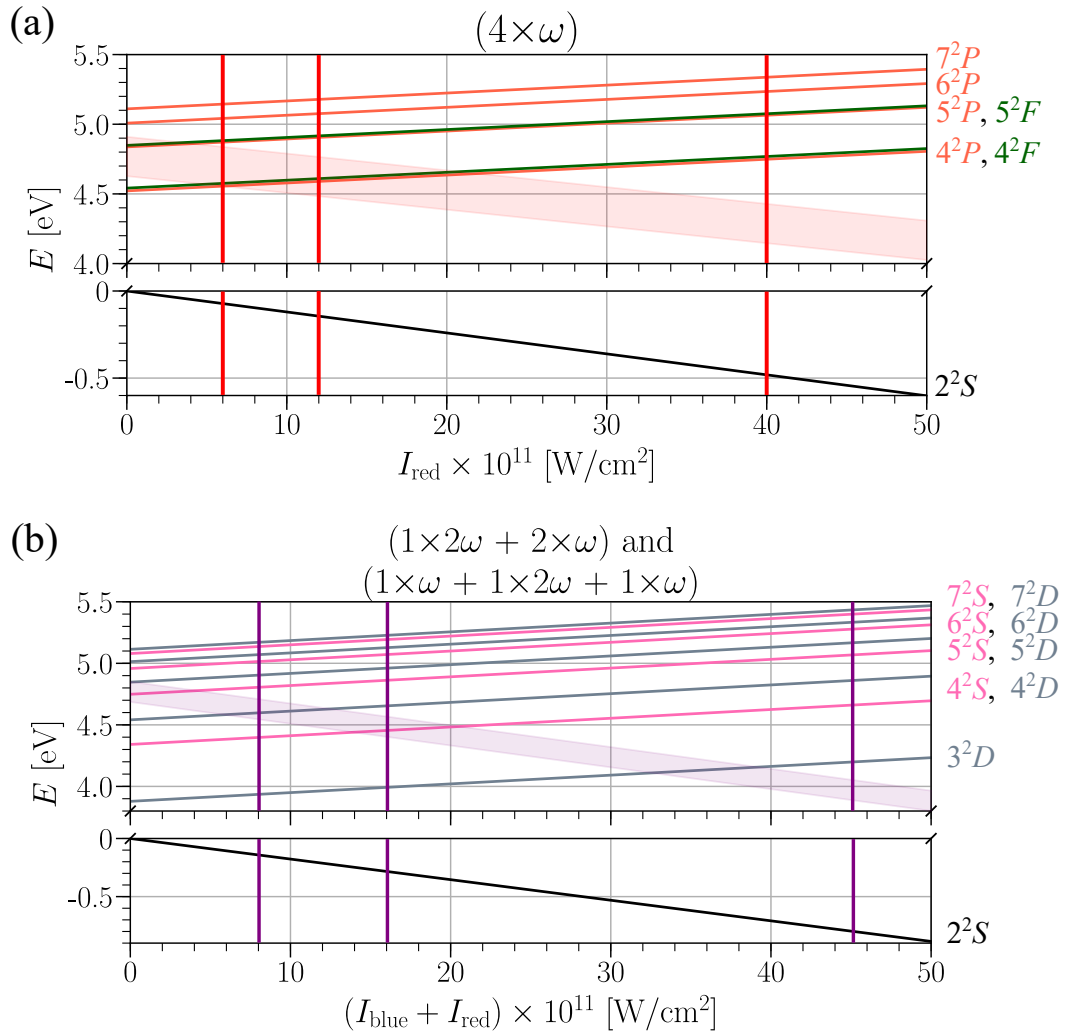 (a)
(4×ω)
5.5
5.0
4.5
4.0
E [eV]
7²P
6²P
5²P, 5²F
4²P, 4²F
0
-0.5
2²S
0 10 20 30 40 50
I_red × 10¹¹ [W/cm²]
(b)
(1×2ω + 2×ω) and
(1×ω + 1×2ω + 1×ω)
5.5
5.0
4.5
4.0
E [eV]
7²S, 7²D
6²S, 6²D
5²S, 5²D
4²S, 4²D
3²D
0
-0.5
2²S
0 10 20 30 40 50
(I_blue + I_red) × 10¹¹ [W/cm²]